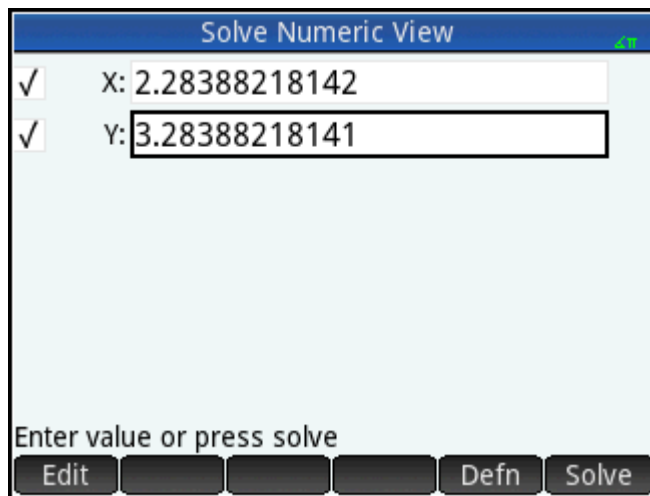 Solve Numeric View
∠π
√ X: 2.28388218142
√ Y: 3.28388218141
Enter value or press solve
Edit Defn Solve